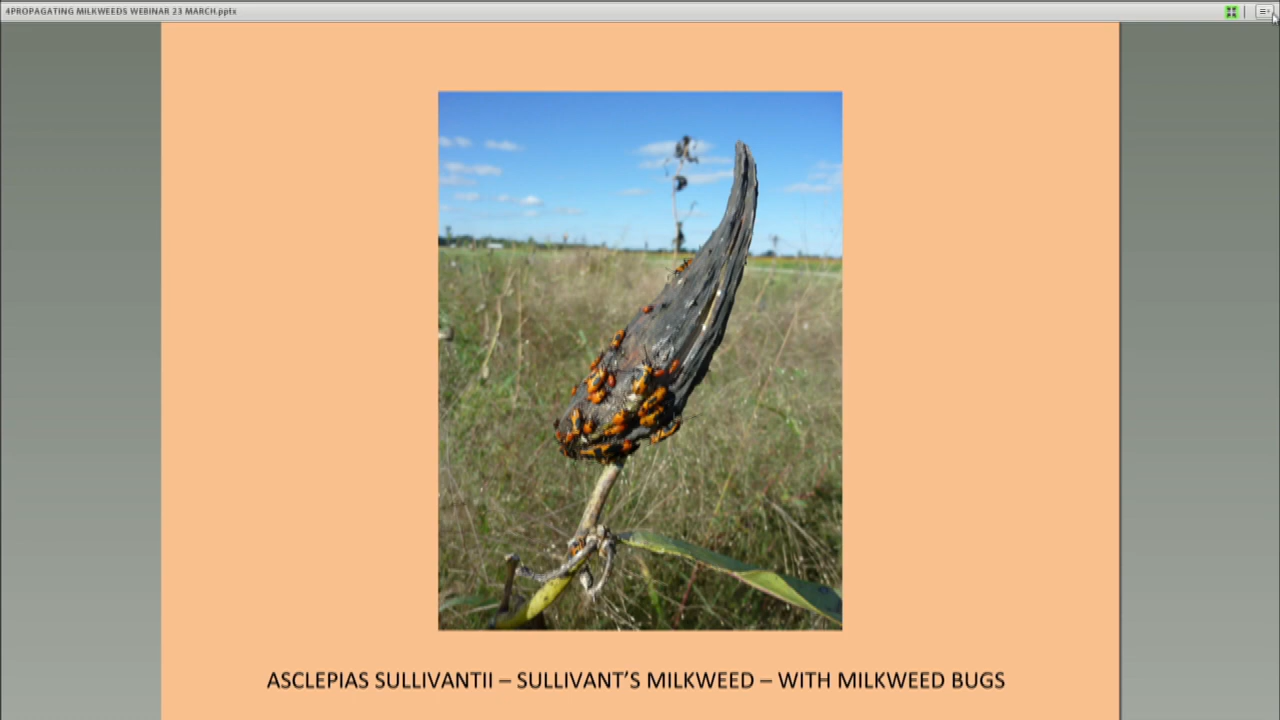 4PROPAGATING MILKWEEDS WEBINAR 23 MARCH.pptx
ASCLEPIAS SULLIVANTII – SULLIVANT’S MILKWEED – WITH MILKWEED BUGS